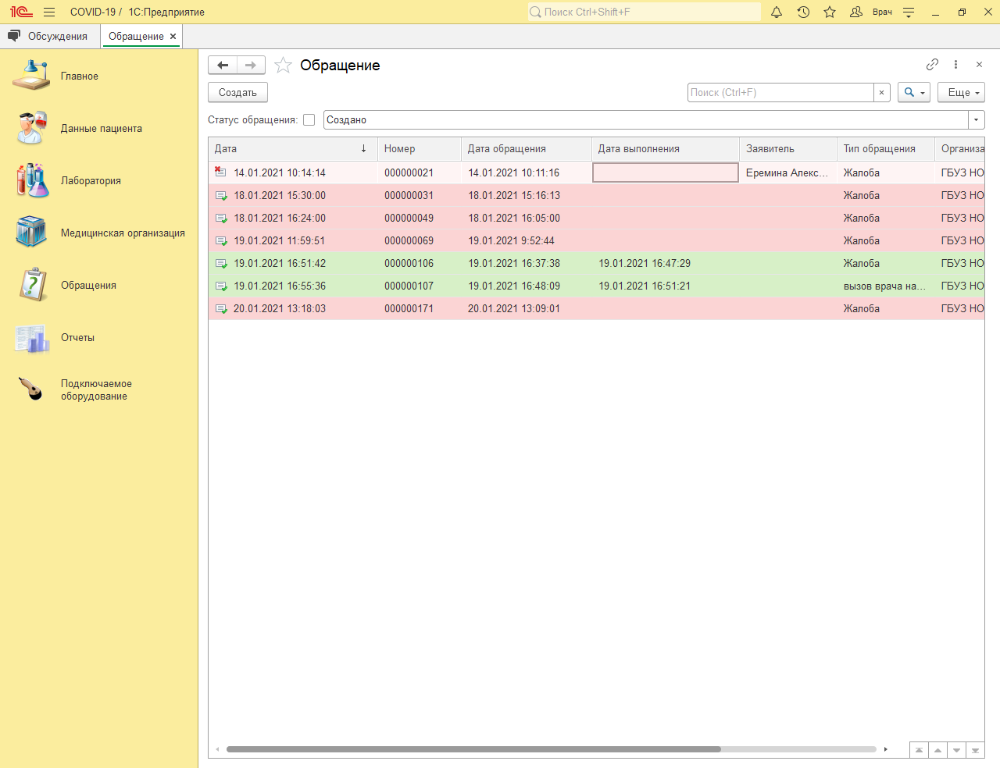 1С COVID-19 / 1С:Предприятие Поиск Ctrl+Shift+F Врач
Обсуждения Обращение
Главное
Данные пациента
Лаборатория
Медицинская организация
Обращения
Отчеты
Подключаемое
оборудование
Обращение
Создать Поиск (Ctrl+F) Еще
Статус обращения: Создано
Дата Номер Дата обращения Дата выполнения Заявитель Тип обращения Организа
14.01.2021 10:14:14 000000021 14.01.2021 10:11:16 Еремина Алекс... Жалоба ГБУЗ НО
18.01.2021 15:30:00 000000031 18.01.2021 15:16:13 Жалоба ГБУЗ НО
18.01.2021 16:24:00 000000049 18.01.2021 16:05:00 Жалоба ГБУЗ НО
19.01.2021 11:59:51 000000069 19.01.2021 9:52:44 Жалоба ГБУЗ НО
19.01.2021 16:51:42 000000106 19.01.2021 16:37:38 19.01.2021 16:47:29 Жалоба ГБУЗ НО
19.01.2021 16:55:36 000000107 19.01.2021 16:48:09 19.01.2021 16:51:21 вызов врача на... ГБУЗ НО
20.01.2021 13:18:03 000000171 20.01.2021 13:09:01 Жалоба ГБУЗ НО